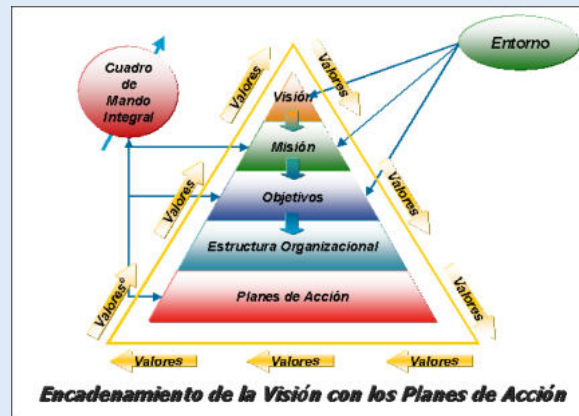 Entorno
Cuadro
de
Mando
Integral
Valores
Valores
Visión
Misión
Valores
Valores
Objetivos
Estructura Organizacional
Valores
Valores
Planes de Acción
Valores
Valores
Valores
Encadenamiento de la Visión con los Planes de Acción